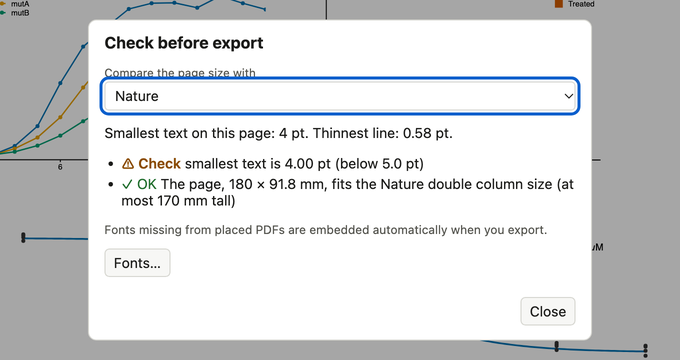 mutA
mutB
Treated
Check before export
Compare the page size with
Nature
Smallest text on this page: 4 pt. Thinnest line: 0.58 pt.
• ⚠ Check smallest text is 4.00 pt (below 5.0 pt)
• ✓ OK The page, 180 × 91.8 mm, fits the Nature double column size (at
most 170 mm tall)
6
Fonts missing from placed PDFs are embedded automatically when you export.
Fonts...
Close